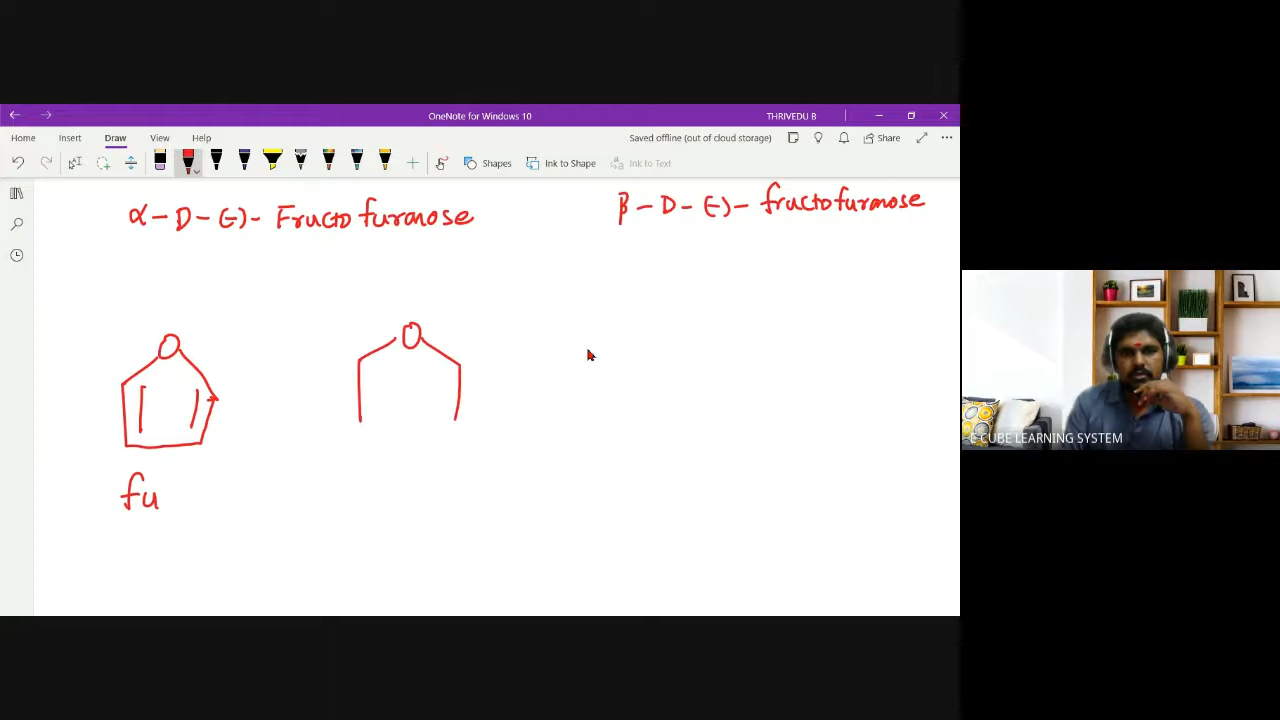 OneNote for Windows 10
THRIVEDU B
Home Insert Draw View Help
Saved offline (out of cloud storage)
Share
Shapes
Ink to Shape
Ink to Text
α-D-(-)- Fructofuranose
β-D-(-)- fructofuranose
O
O
fu
E CUBE LEARNING SYSTEM